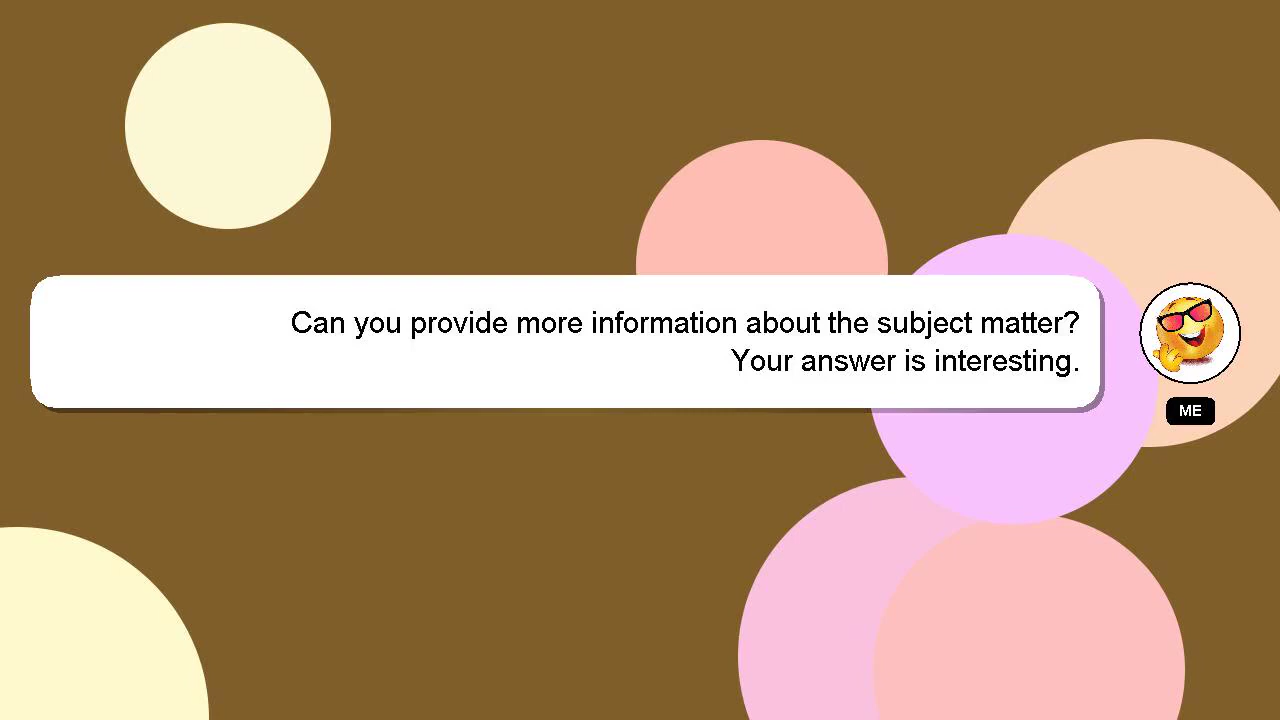 Can you provide more information about the subject matter?
Your answer is interesting.
ME